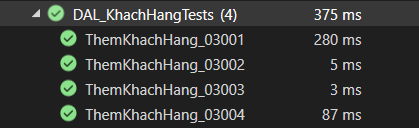 DAL_KhachHangTests (4) 375 ms
ThemKhachHang_03001 280 ms
ThemKhachHang_03002 5 ms
ThemKhachHang_03003 3 ms
ThemKhachHang_03004 87 ms